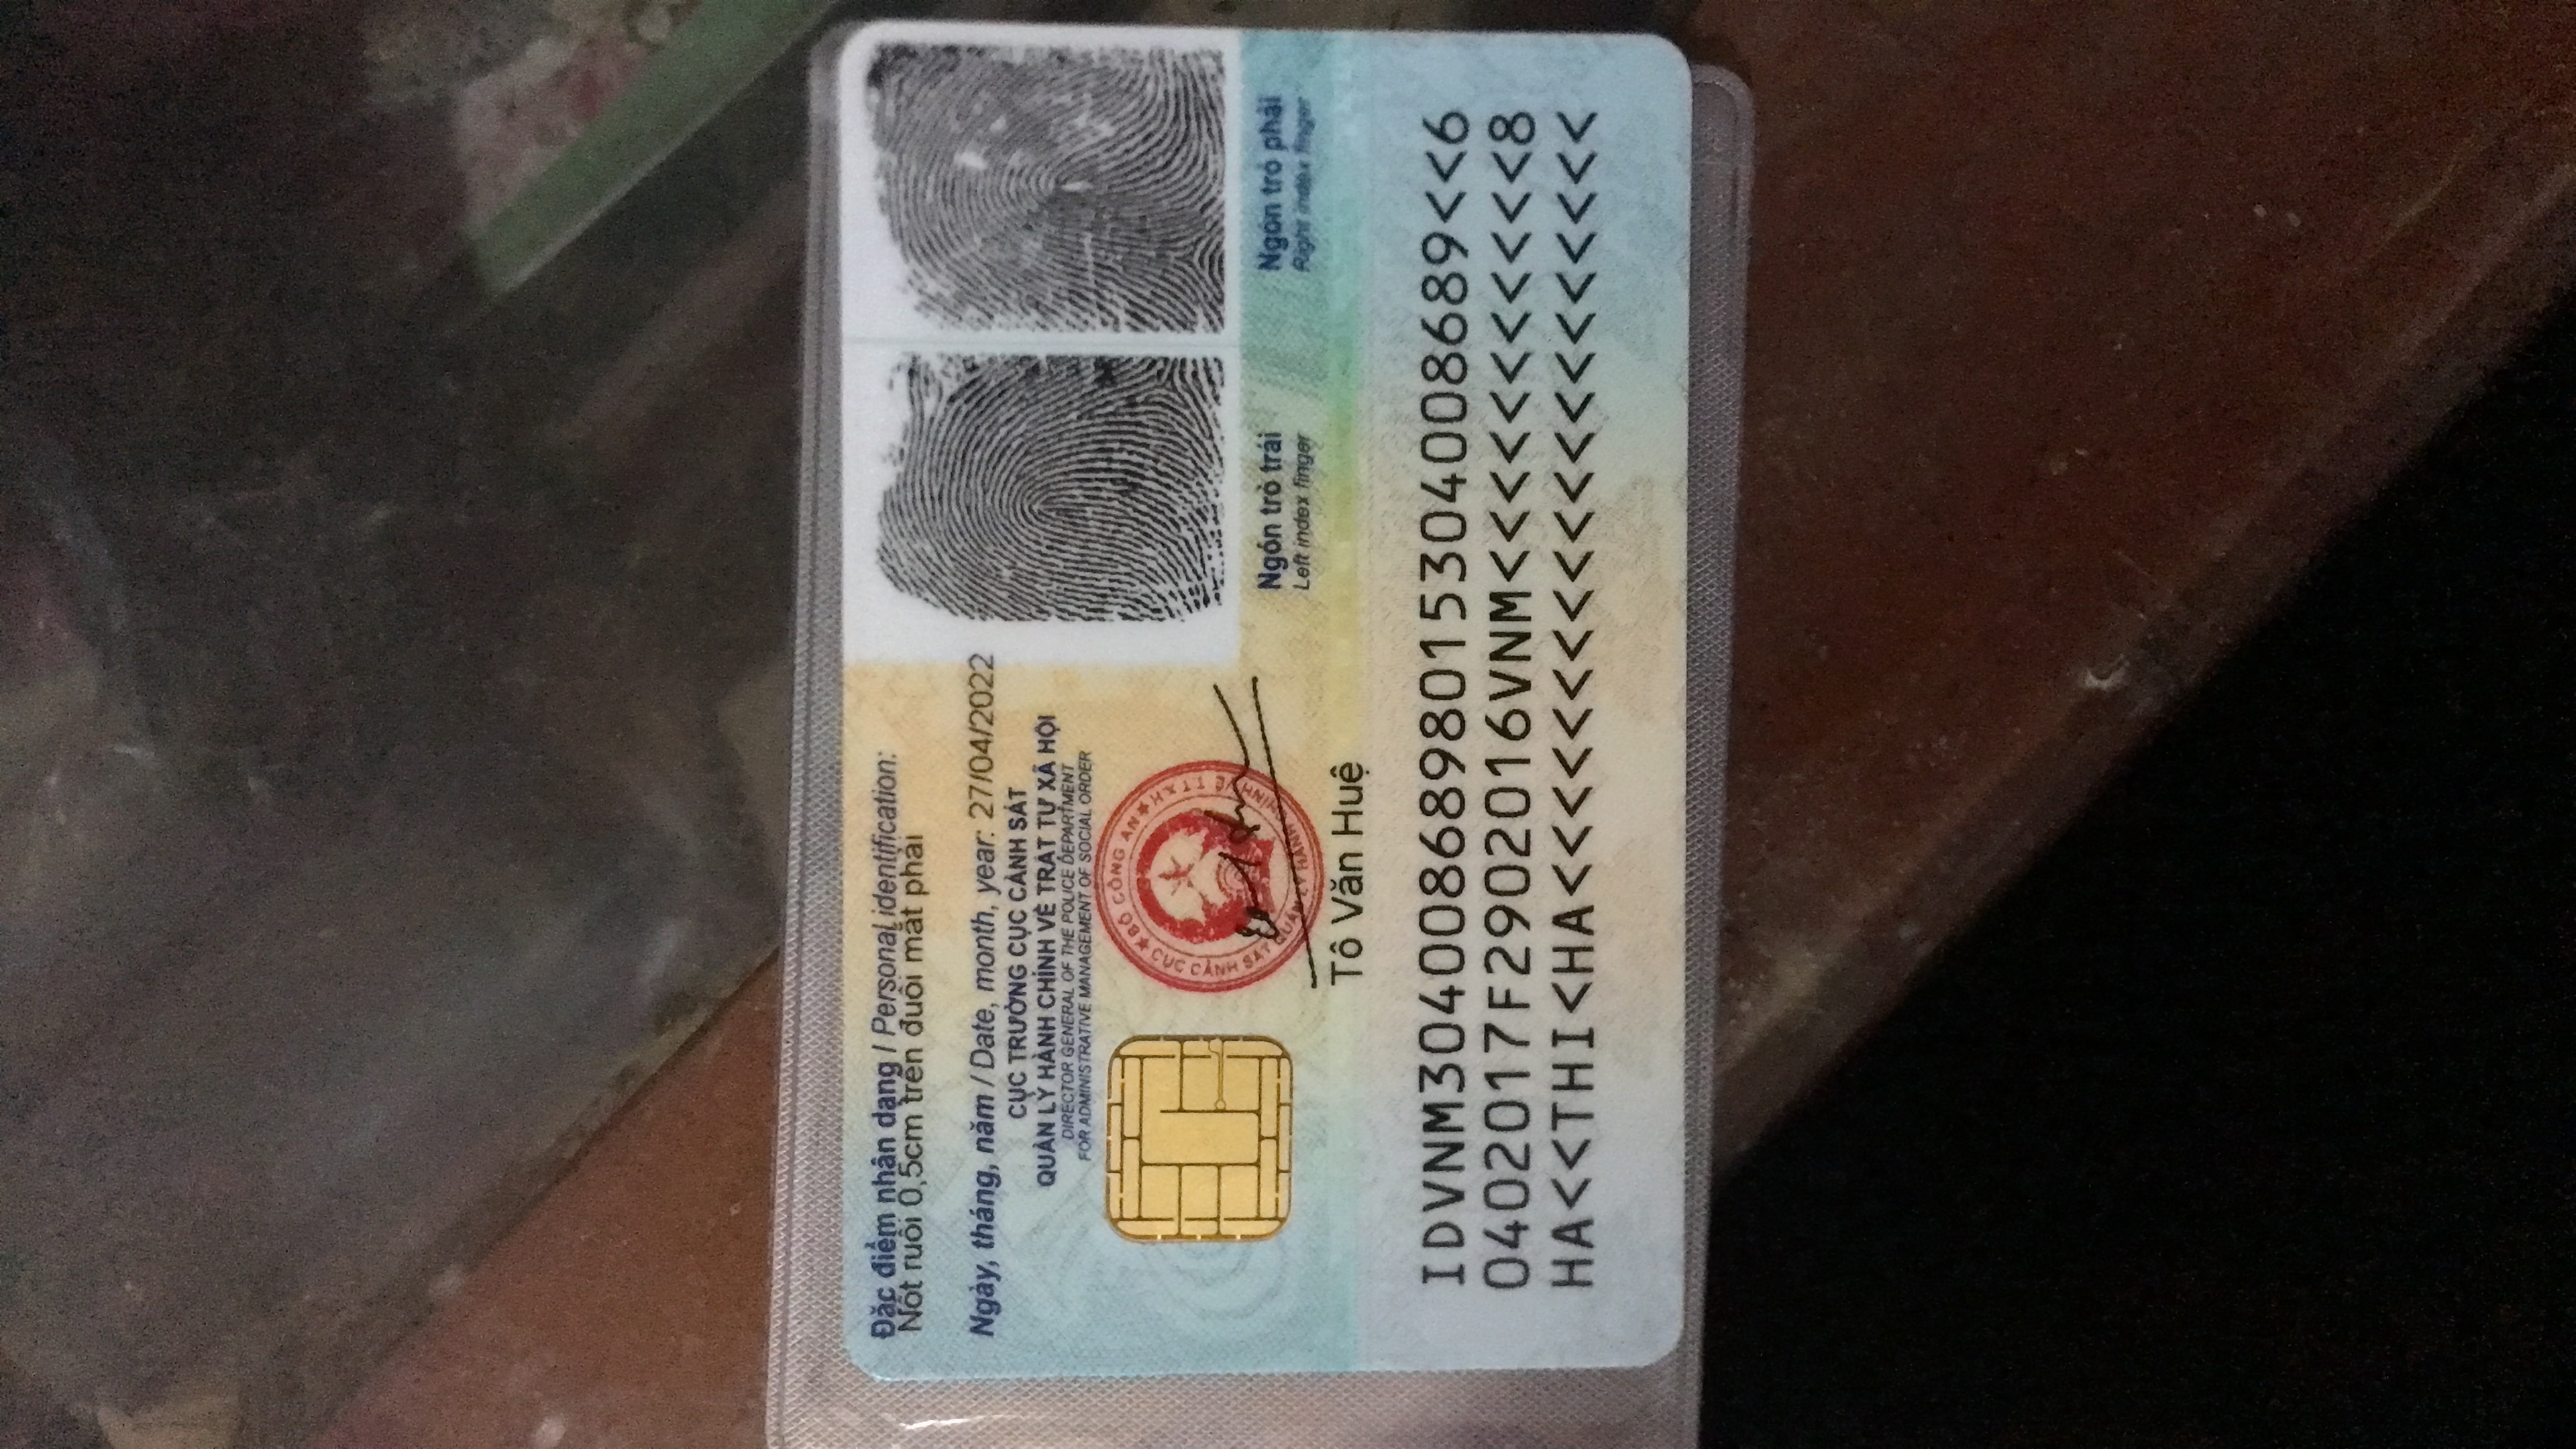 Đặc điểm nhân dạng / Personal identification:
Nốt ruồi 0,5cm trên đuôi mắt phải
Ngày, tháng, năm / Date, month, year: 27/04/2022
CỤC TRƯỞNG CỤC CẢNH SÁT
QUẢN LÝ HÀNH CHÍNH VỀ TRẬT TỰ XÃ HỘI
DIRECTOR GENERAL OF THE POLICE DEPARTMENT
FOR ADMINISTRATIVE MANAGEMENT OF SOCIAL ORDER
BỘ CÔNG AN
CỤC CẢNH SÁT QUẢN LÝ HÀNH CHÍNH VỀ TTXH
Tô Văn Huệ
Ngón trỏ trái
Left index finger
Ngón trỏ phải
Right index finger
IDVNM3040086898015304008689<<6
0402017F2902016VNM<<<<<<<<<<<8
HA<<THI<HA<<<<<<<<<<<<<<<<<<<<